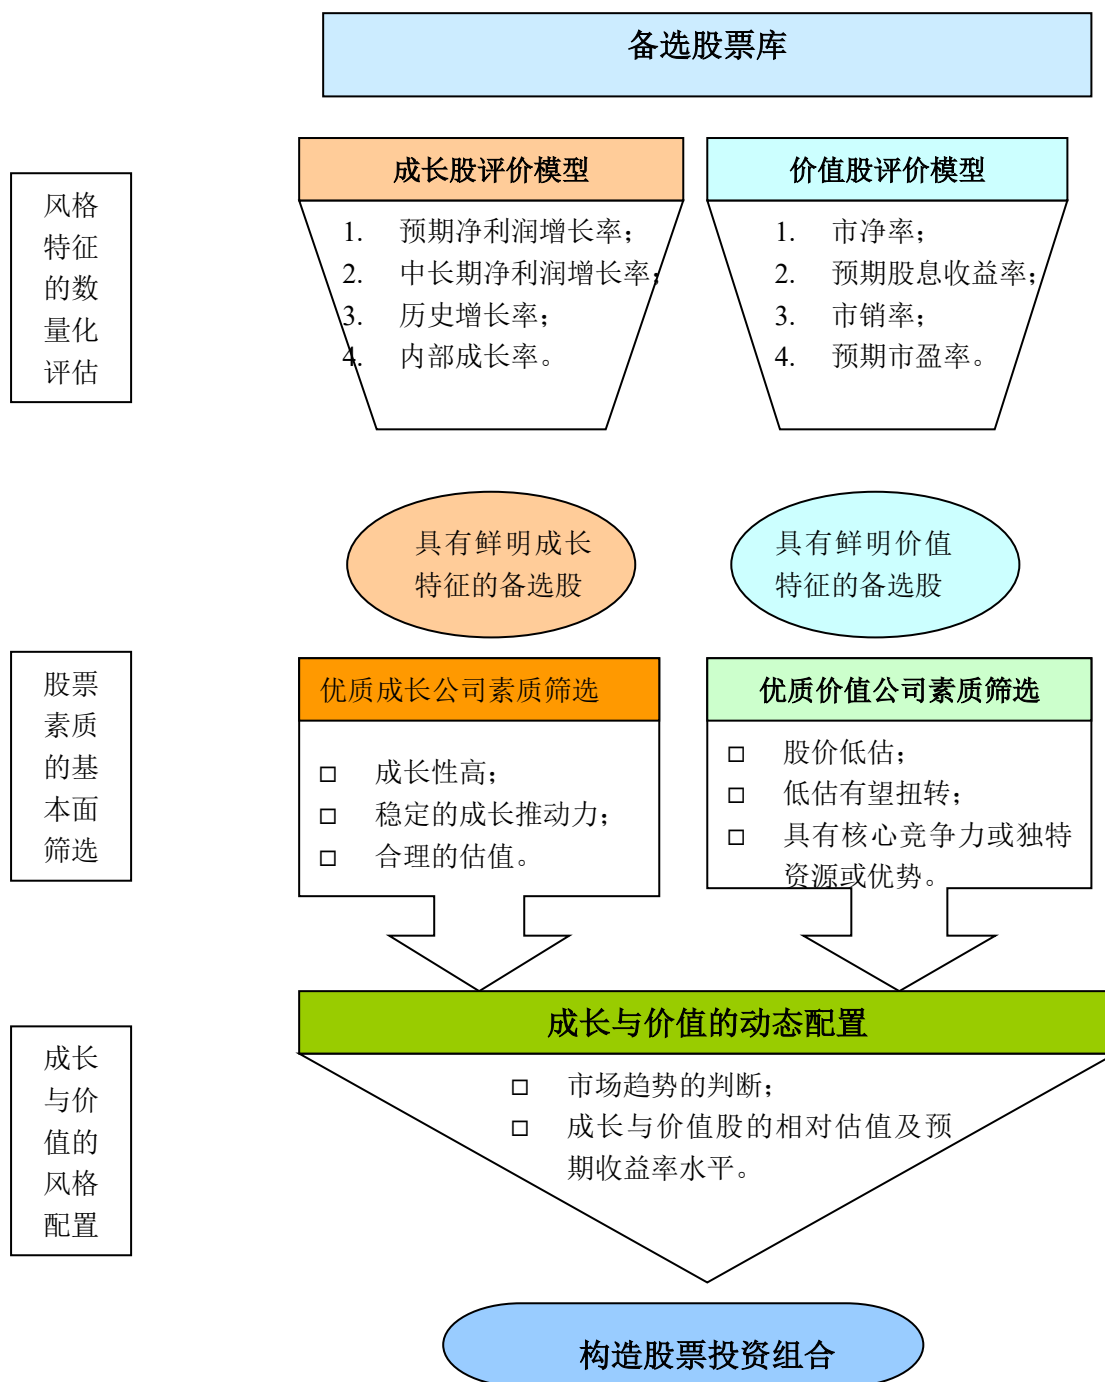 备选股票库
风格
特征
的数
量化
评估
成长股评价模型
1. 预期净利润增长率；
2. 中长期净利润增长率；
3. 历史增长率；
4. 内部成长率。
价值股评价模型
1. 市净率；
2. 预期股息收益率；
3. 市销率；
4. 预期市盈率。
具有鲜明成长
特征的备选股
具有鲜明价值
特征的备选股
股票
素质
的基
本面
筛选
优质成长公司素质筛选
□ 成长性高；
□ 稳定的成长推动力；
□ 合理的估值。
优质价值公司素质筛选
□ 股价低估；
□ 低估有望扭转；
□ 具有核心竞争力或独特
资源或优势。
成长
与价
值的
风格
配置
成长与价值的动态配置
□ 市场趋势的判断；
□ 成长与价值股的相对估值及预
期收益率水平。
构造股票投资组合